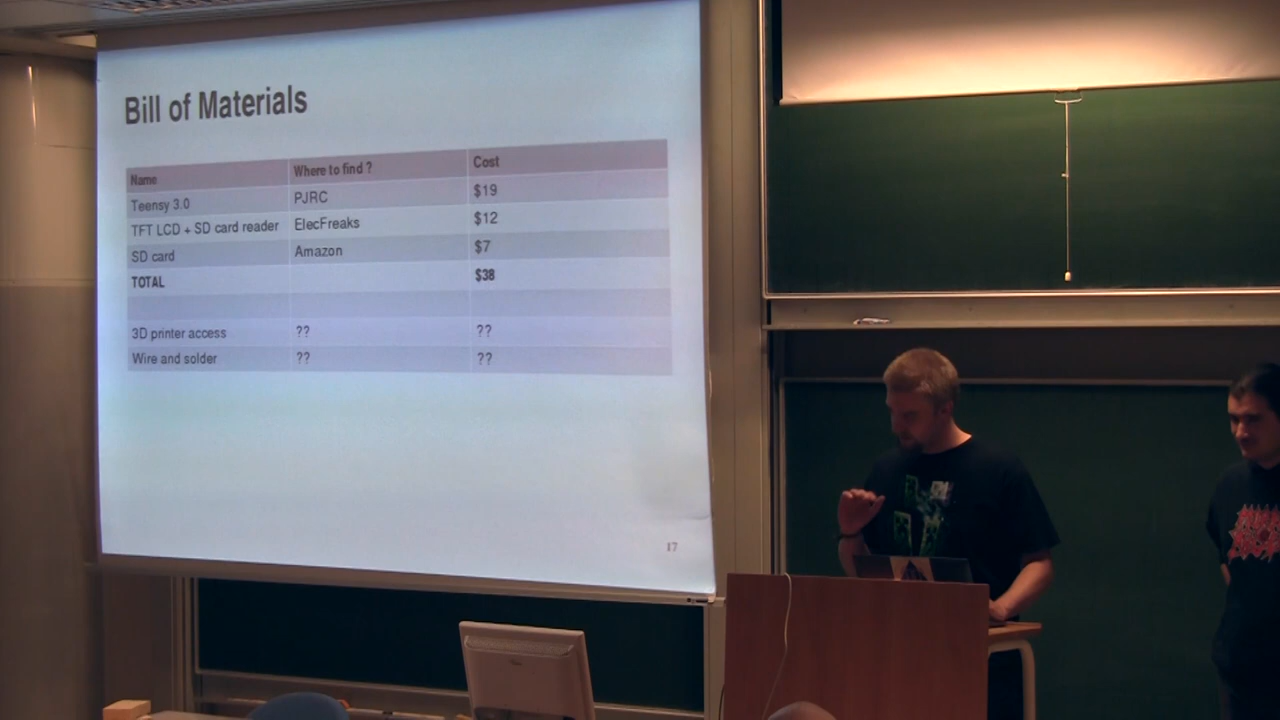 Bill of Materials
Name Where to find ? Cost
Teensy 3.0 PJRC $19
TFT LCD + SD card reader ElecFreaks $12
SD card Amazon $7
TOTAL $38
3D printer access ?? ??
Wire and solder ?? ??
17